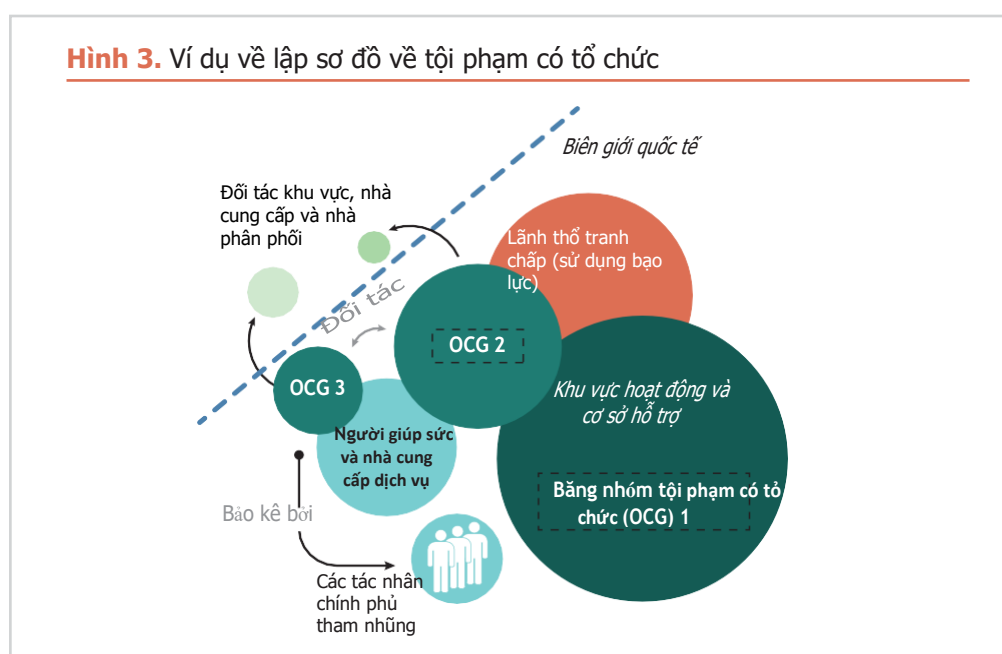 Hình 3. Ví dụ về lập sơ đồ về tội phạm có tổ chức
Biên giới quốc tế
Đối tác khu vực, nhà
cung cấp và nhà
phân phối
Lãnh thổ tranh
chấp (sử dụng bạo
lực)
Đối tác
OCG 2
OCG 3
Khu vực hoạt động và
cơ sở hỗ trợ
Người giúp sức
và nhà cung
cấp dịch vụ
Băng nhóm tội phạm có tỏ
chức (OCG) 1
Bảo kê bởi
Các tác nhân
chính phủ
tham nhũng